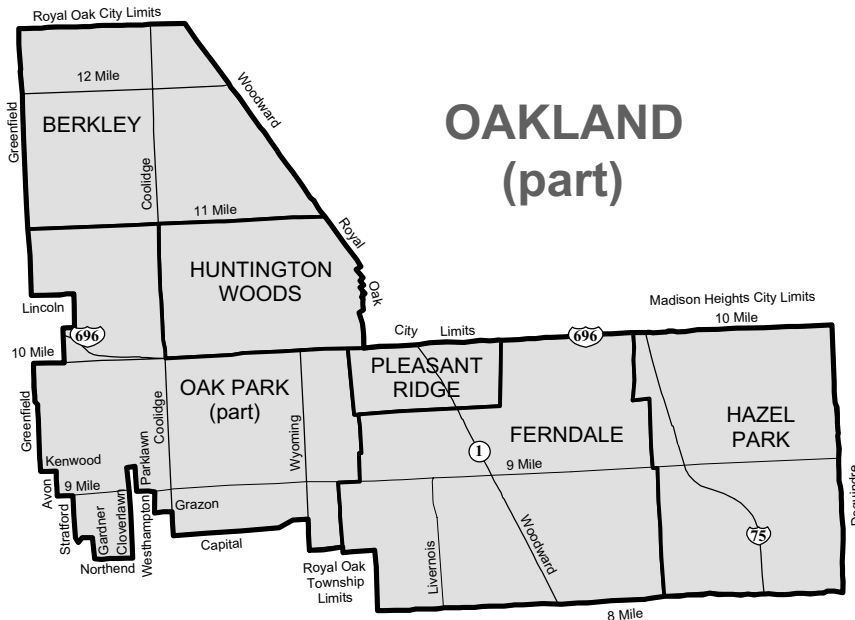 Royal Oak City Limits
12 Mile
Woodward
Greenfield
BERKLEY
Coolidge
OAKLAND
(part)
11 Mile
Royal
Oak
HUNTINGTON
WOODS
Lincoln
696
City Limits
696
Madison Heights City Limits
10 Mile
10 Mile
PLEASANT
RIDGE
OAK PARK
(part)
Coolidge
Wyoming
Greenfield
FERNDALE
HAZEL
PARK
1
9 Mile
Kenwood
Parklawn
Avon
9 Mile
Grazon
Stratford
Gardner
Cloverlawn
Westhampton
Capital
Northend
Royal Oak
Township
Limits
Livernois
Woodward
75
Dequindre
8 Mile